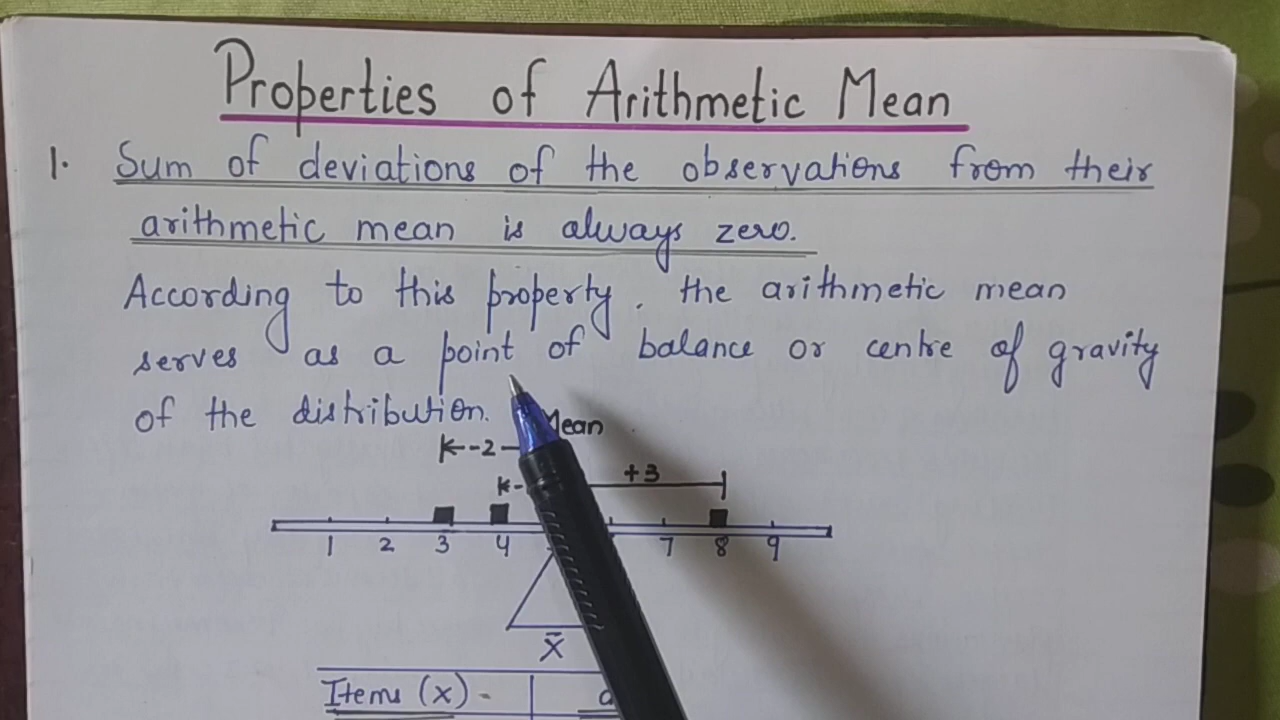 Properties of Arithmetic Mean
1. Sum of deviations of the observations from their
arithmetic mean is always zero.
According to this property, the arithmetic mean
serves as a point of balance or centre of gravity
of the distribution.
Mean
-2
+3
1 2 3 4 7 8 9
X̄
Items (x)